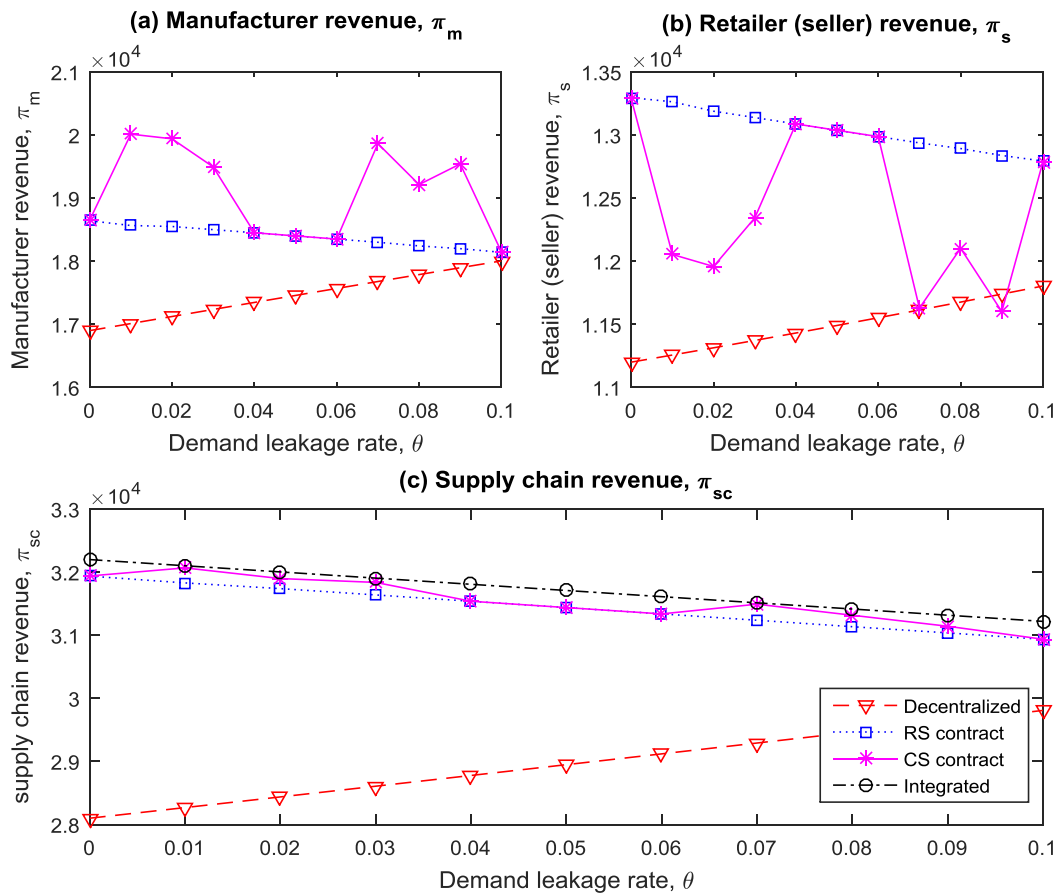 (a) Manufacturer revenue, π_m
(b) Retailer (seller) revenue, π_s
× 10^4
2.1
2
1.9
1.8
1.7
1.6
Manufacturer revenue, π_m
0 0.02 0.04 0.06 0.08 0.1
Demand leakage rate, θ
× 10^4
1.35
1.3
1.25
1.2
1.15
1.1
Retailer (seller) revenue, π_s
0 0.02 0.04 0.06 0.08 0.1
Demand leakage rate, θ
(c) Supply chain revenue, π_sc
× 10^4
3.3
3.2
3.1
3
2.9
2.8
supply chain revenue, π_sc
0 0.01 0.02 0.03 0.04 0.05 0.06 0.07 0.08 0.09 0.1
Demand leakage rate, θ
Decentralized
RS contract
CS contract
Integrated